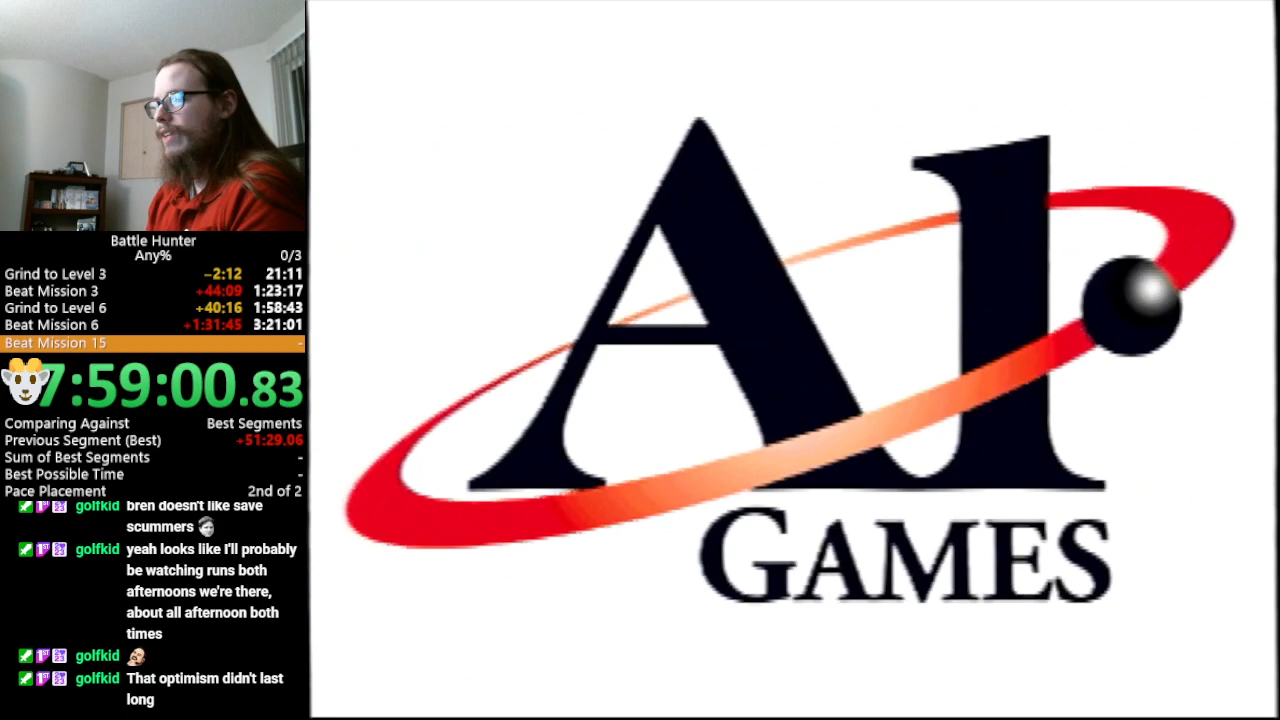 Battle Hunter
Any% 0/3
Grind to Level 3 −2:12 21:11
Beat Mission 3 +44:09 1:23:17
Grind to Level 6 +40:16 1:58:43
Beat Mission 6 +1:31:45 3:21:01
Beat Mission 15 -
7:59:00.83
Comparing Against Best Segments
Previous Segment (Best) +51:29.06
Sum of Best Segments -
Best Possible Time -
Pace Placement 2nd of 2
golfkid bren doesn't like save
scummers
golfkid yeah looks like I'll probably
be watching runs both
afternoons we're there,
about all afternoon both
times
golfkid
golfkid That optimism didn't last
long
A1
GAMES